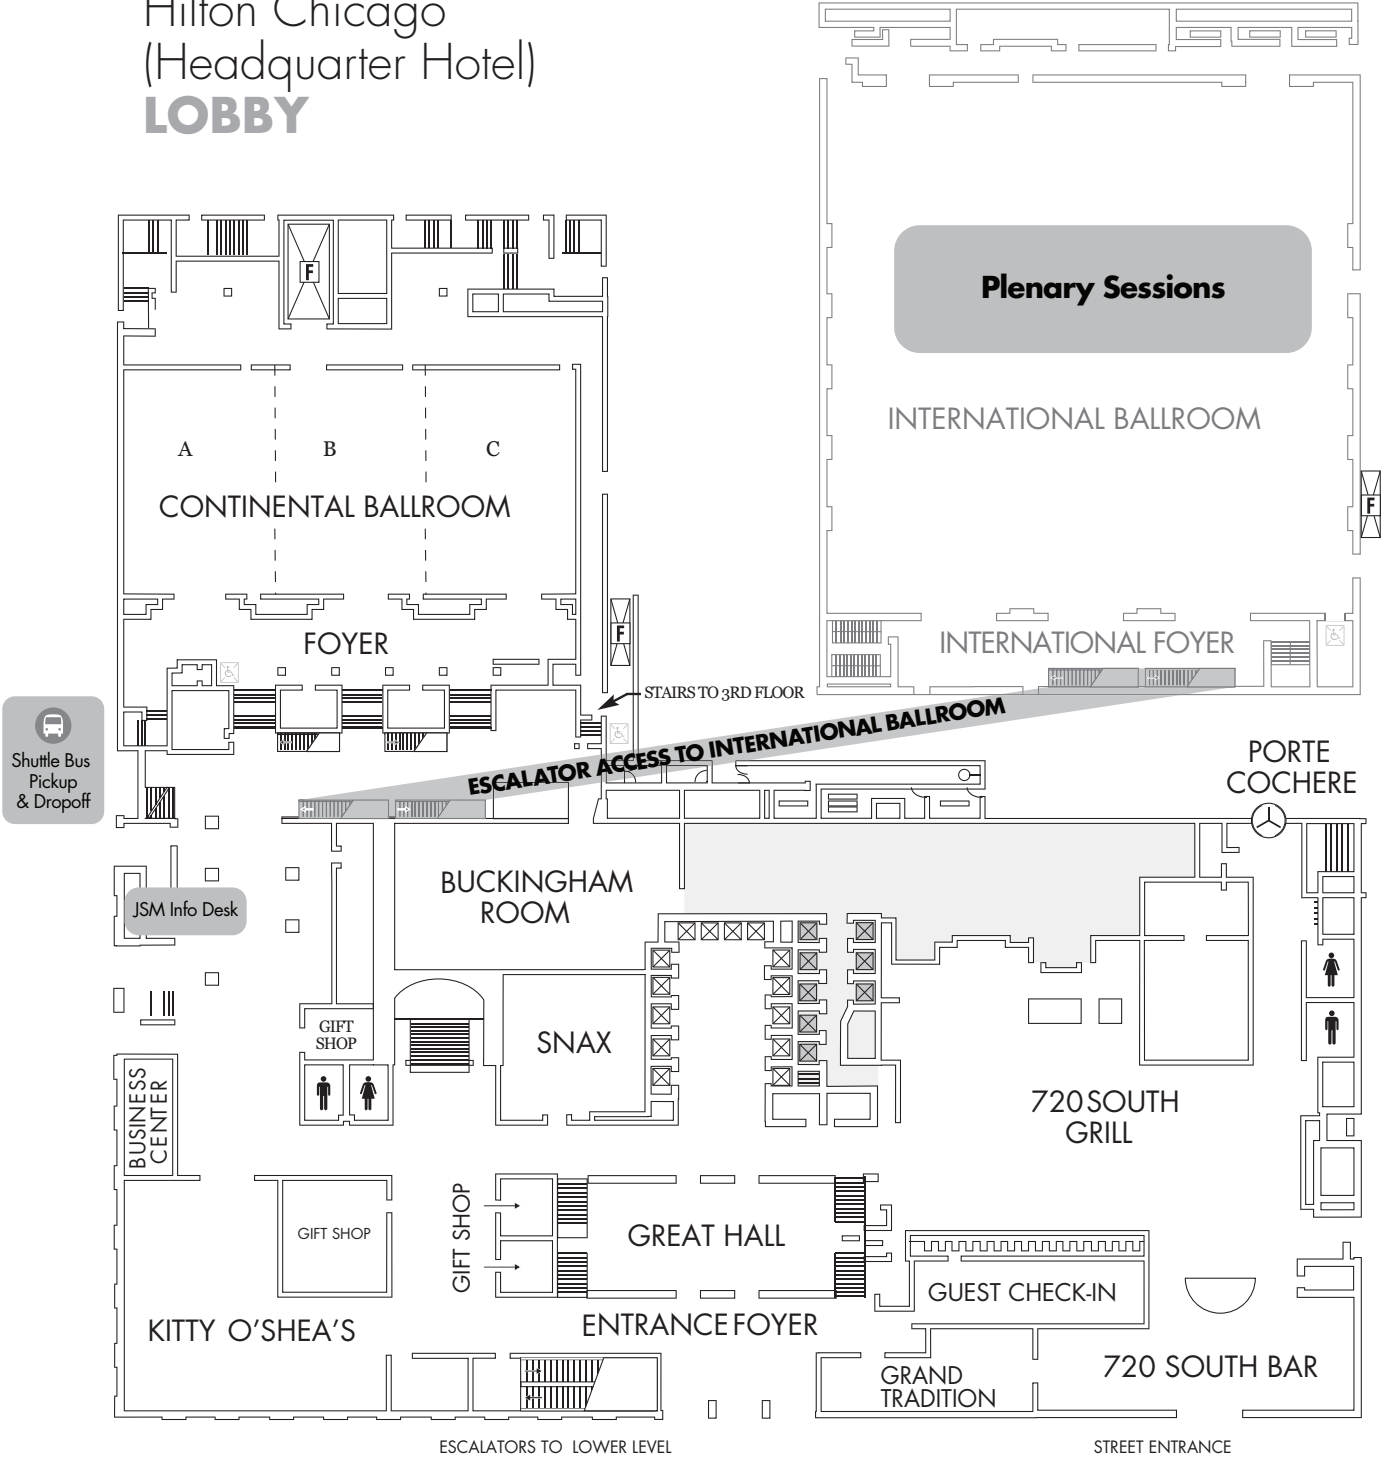 Hilton Chicago
(Headquarter Hotel)
LOBBY
F
Plenary Sessions
INTERNATIONAL BALLROOM
A
B
C
CONTINENTAL BALLROOM
F
F
FOYER
INTERNATIONAL FOYER
STAIRS TO 3RD FLOOR
ESCALATOR ACCESS TO INTERNATIONAL BALLROOM
Shuttle Bus
Pickup
& Dropoff
PORTE
COCHERE
BUCKINGHAM
ROOM
JSM Info Desk
GIFT
SHOP
SNAX
BUSINESS
CENTER
720 SOUTH
GRILL
GIFT SHOP
GIFT SHOP
GREAT HALL
GUEST CHECK-IN
KITTY O'SHEA'S
ENTRANCE FOYER
GRAND
TRADITION
720 SOUTH BAR
ESCALATORS TO LOWER LEVEL
STREET ENTRANCE